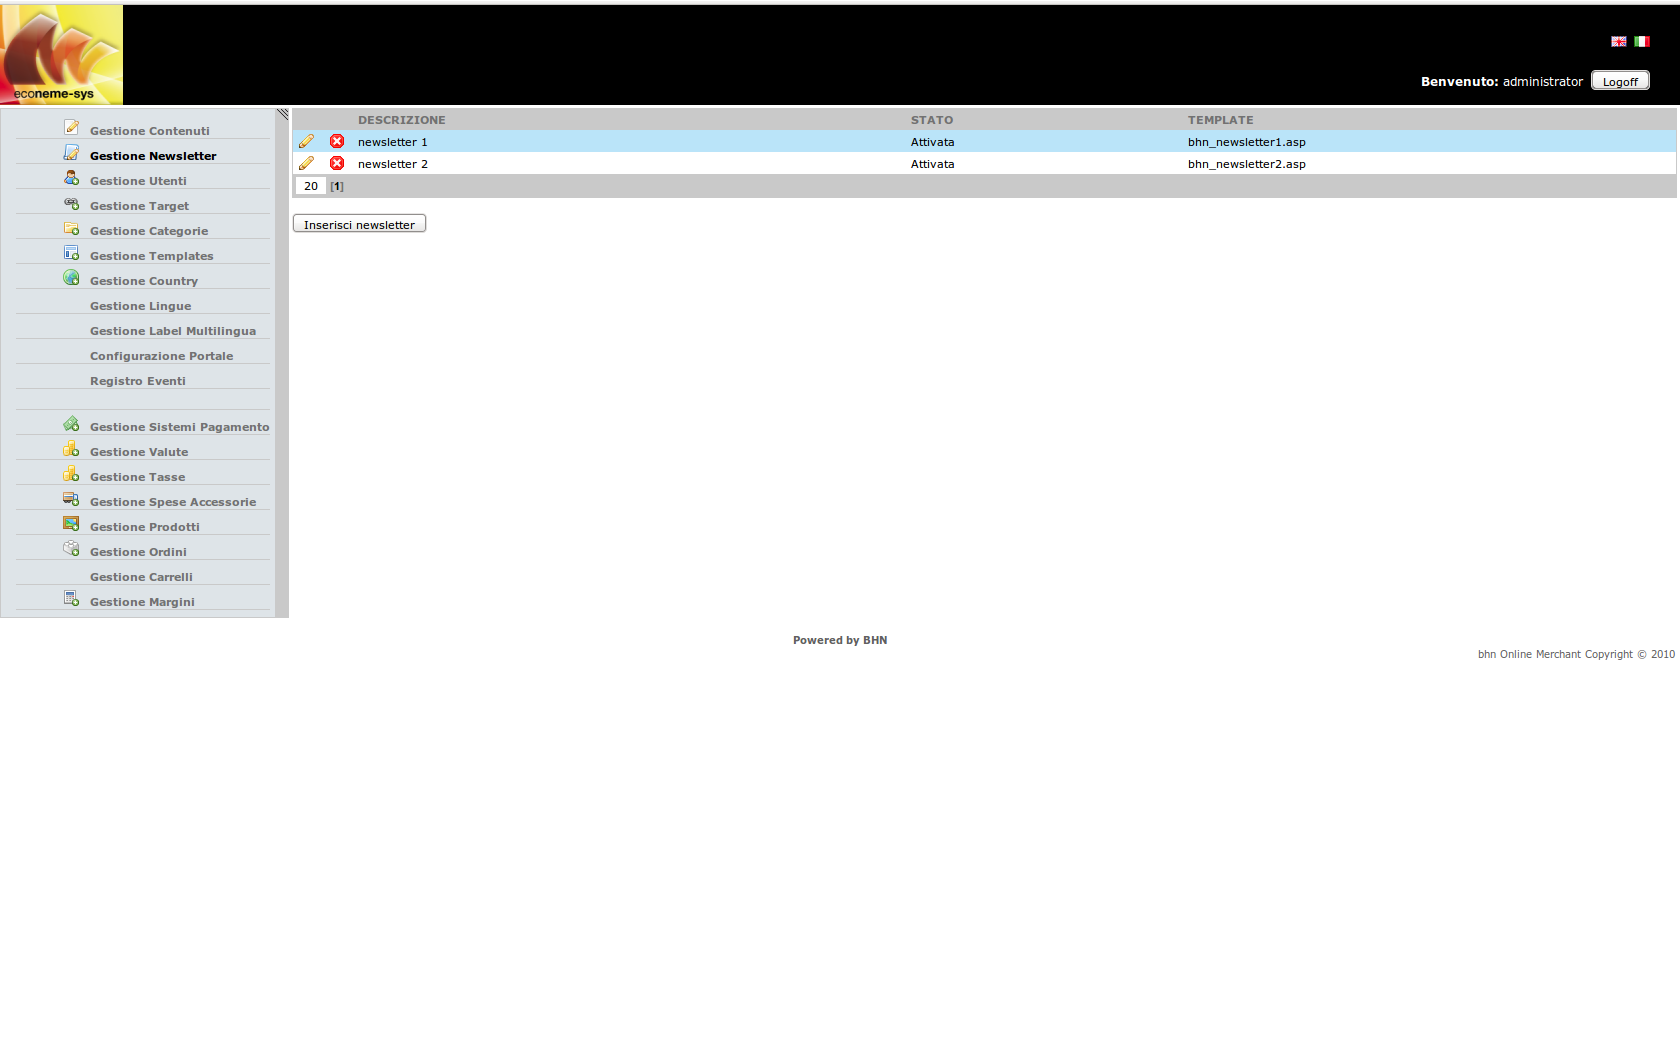 econeme-sys
Benvenuto: administrator Logoff
Gestione Contenuti
Gestione Newsletter
Gestione Utenti
Gestione Target
Gestione Categorie
Gestione Templates
Gestione Country
Gestione Lingue
Gestione Label Multilingua
Configurazione Portale
Registro Eventi
Gestione Sistemi Pagamento
Gestione Valute
Gestione Tasse
Gestione Spese Accessorie
Gestione Prodotti
Gestione Ordini
Gestione Carrelli
Gestione Margini
DESCRIZIONE STATO TEMPLATE
newsletter 1 Attivata bhn_newsletter1.asp
newsletter 2 Attivata bhn_newsletter2.asp
20 [1]
Inserisci newsletter
Powered by BHN
bhn Online Merchant Copyright © 2010